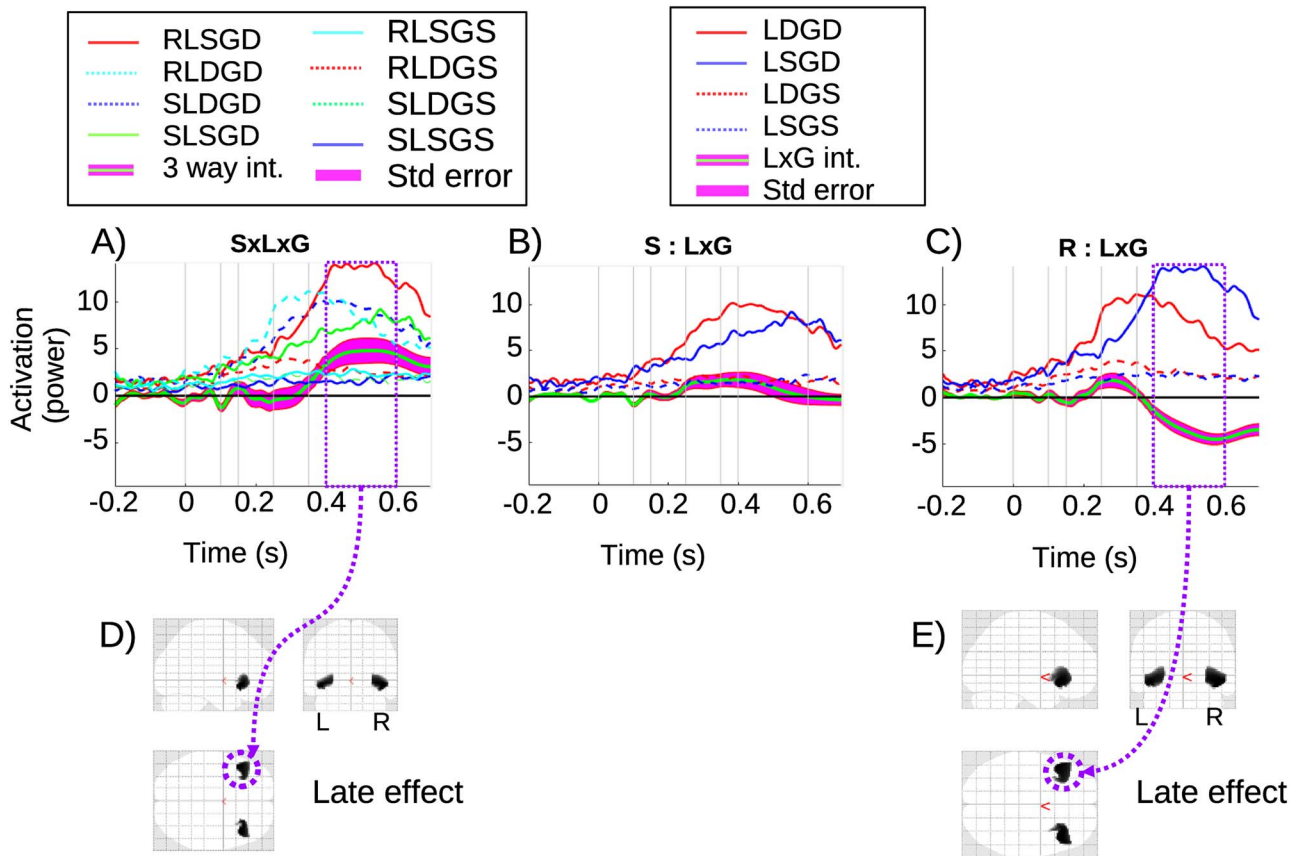 RLSGD
RLDGD
SLDGD
SLSGD
3 way int.
RLSGS
RLDGS
SLDGS
SLSGS
Std error
LDGD
LSGD
LDGS
LSGS
LxG int.
Std error
A)
SxLxG
Activation
(power)
10
5
0
-5
-0.2 0 0.2 0.4 0.6
Time (s)
B)
S : LxG
10
5
0
-5
-0.2 0 0.2 0.4 0.6
Time (s)
C)
R : LxG
10
5
0
-5
-0.2 0 0.2 0.4 0.6
Time (s)
D)
<
<
L R
<
Late effect
E)
<
<
L R
<
Late effect